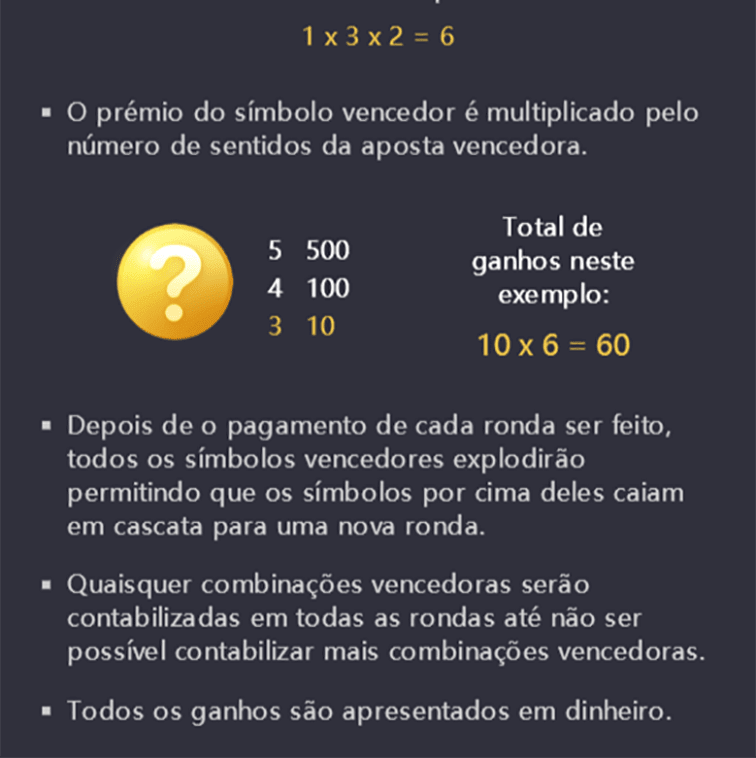 1 x 3 x 2 = 6
▪ O prémio do símbolo vencedor é multiplicado pelo
número de sentidos da aposta vencedora.
?
5 500
4 100
3 10
Total de
ganhos neste
exemplo:
10 x 6 = 60
▪ Depois de o pagamento de cada ronda ser feito,
todos os símbolos vencedores explodirão
permitindo que os símbolos por cima deles caiam
em cascata para uma nova ronda.
▪ Quaisquer combinações vencedoras serão
contabilizadas em todas as rondas até não ser
possível contabilizar mais combinações vencedoras.
▪ Todos os ganhos são apresentados em dinheiro.